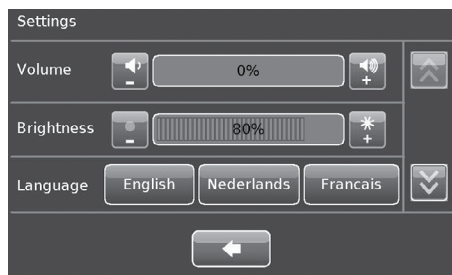 Settings
Volume - 0% +
Brightness - 80% +
Language English Nederlands Francais